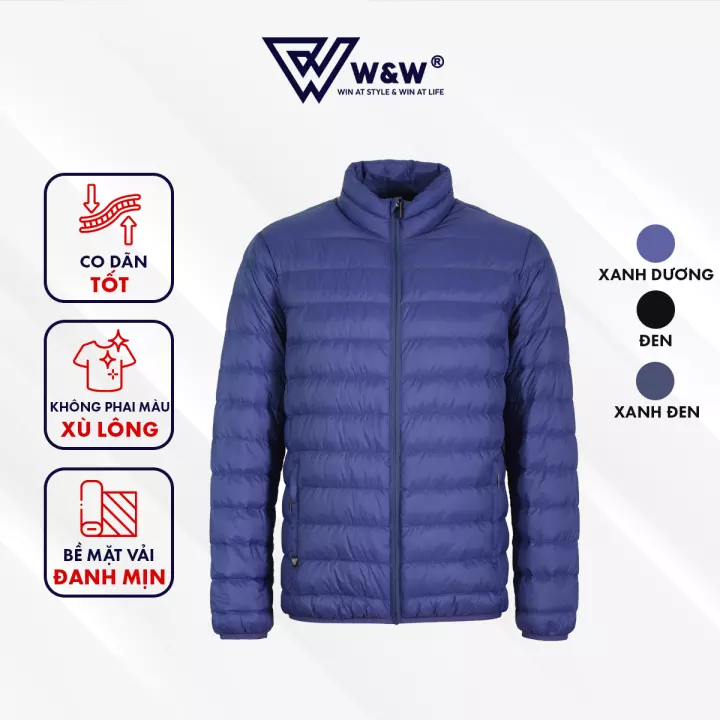 W&W®
WIN AT STYLE & WIN AT LIFE
CO DÃN
TỐT
KHÔNG PHAI MÀU
XÙ LÔNG
BỀ MẶT VẢI
ĐANH MỊN
XANH DƯƠNG
ĐEN
XANH ĐEN